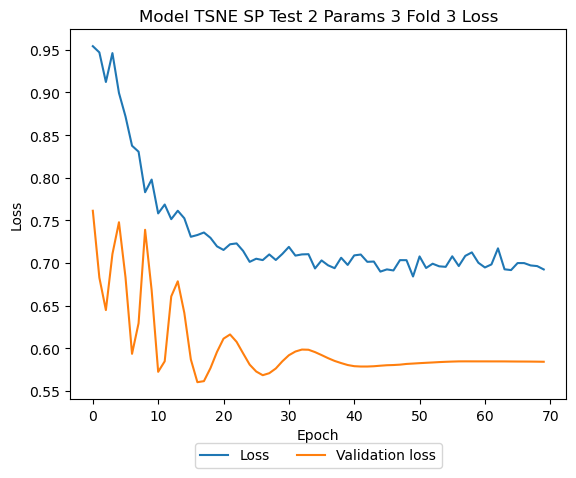 Model TSNE SP Test 2 Params 3 Fold 3 Loss
0.95
0.90
0.85
0.80
0.75
0.70
0.65
0.60
0.55
Loss
0 10 20 30 40 50 60 70
Epoch
Loss Validation loss